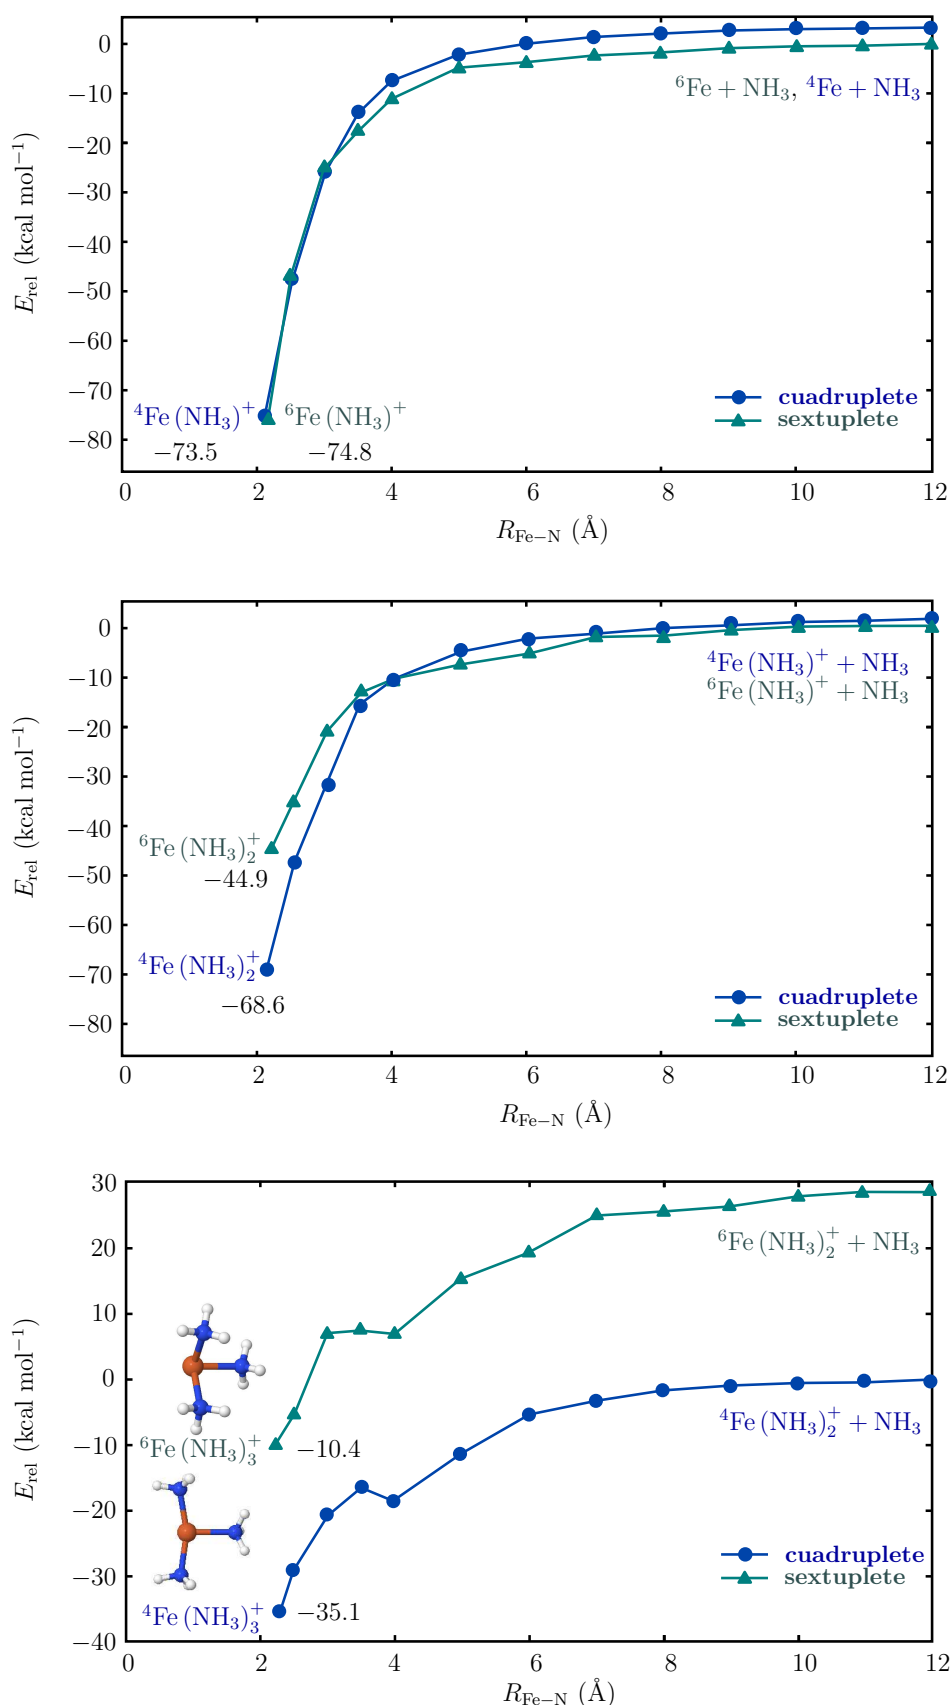 0
−10
−20
−30
−40
−50
−60
−70
−80
E_rel (kcal mol⁻¹)
⁶Fe + NH₃, ⁴Fe + NH₃
⁴Fe (NH₃)⁺ ⁶Fe (NH₃)⁺
−73.5 −74.8
cuadruplete
sextuplete
0 2 4 6 8 10 12
R_Fe−N (Å)
0
−10
−20
−30
−40
−50
−60
−70
−80
E_rel (kcal mol⁻¹)
⁴Fe (NH₃)⁺ + NH₃
⁶Fe (NH₃)⁺ + NH₃
⁶Fe (NH₃)₂⁺
−44.9
⁴Fe (NH₃)₂⁺
−68.6
cuadruplete
sextuplete
0 2 4 6 8 10 12
R_Fe−N (Å)
30
20
10
0
−10
−20
−30
−40
E_rel (kcal mol⁻¹)
⁶Fe (NH₃)₂⁺ + NH₃
⁴Fe (NH₃)₂⁺ + NH₃
⁶Fe (NH₃)₃⁺ −10.4
⁴Fe (NH₃)₃⁺ −35.1
cuadruplete
sextuplete
0 2 4 6 8 10 12
R_Fe−N (Å)